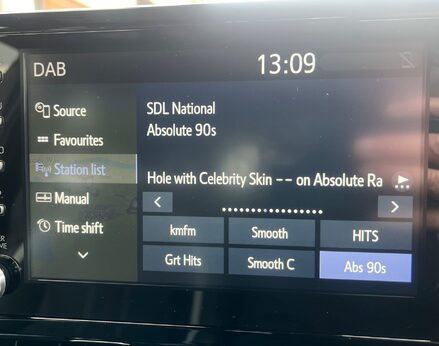 DAB
13:09
Source
Favourites
Station list
Manual
Time shift
SDL National
Absolute 90s
Hole with Celebrity Skin -- on Absolute Ra
kmfm
Smooth
HITS
Grt Hits
Smooth C
Abs 90s